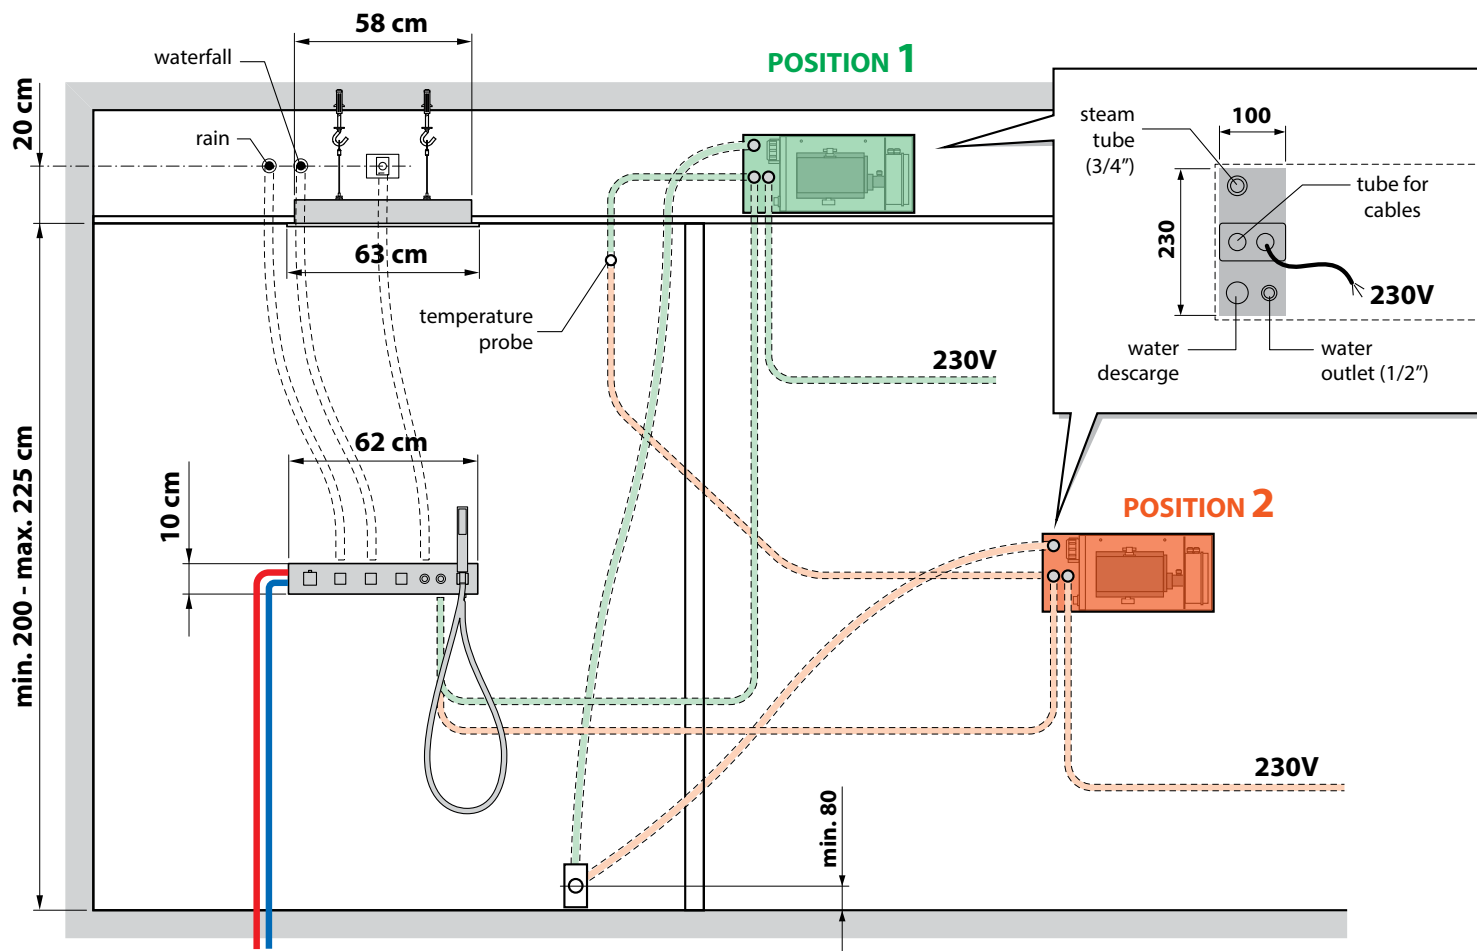 58 cm
waterfall
POSITION 1
20 cm
rain
steam
tube
(3/4”)
100
tube for
cables
230
230V
water
descarge
water
outlet (1/2”)
63 cm
temperature
probe
230V
min. 200 - max. 225 cm
62 cm
10 cm
POSITION 2
230V
min. 80